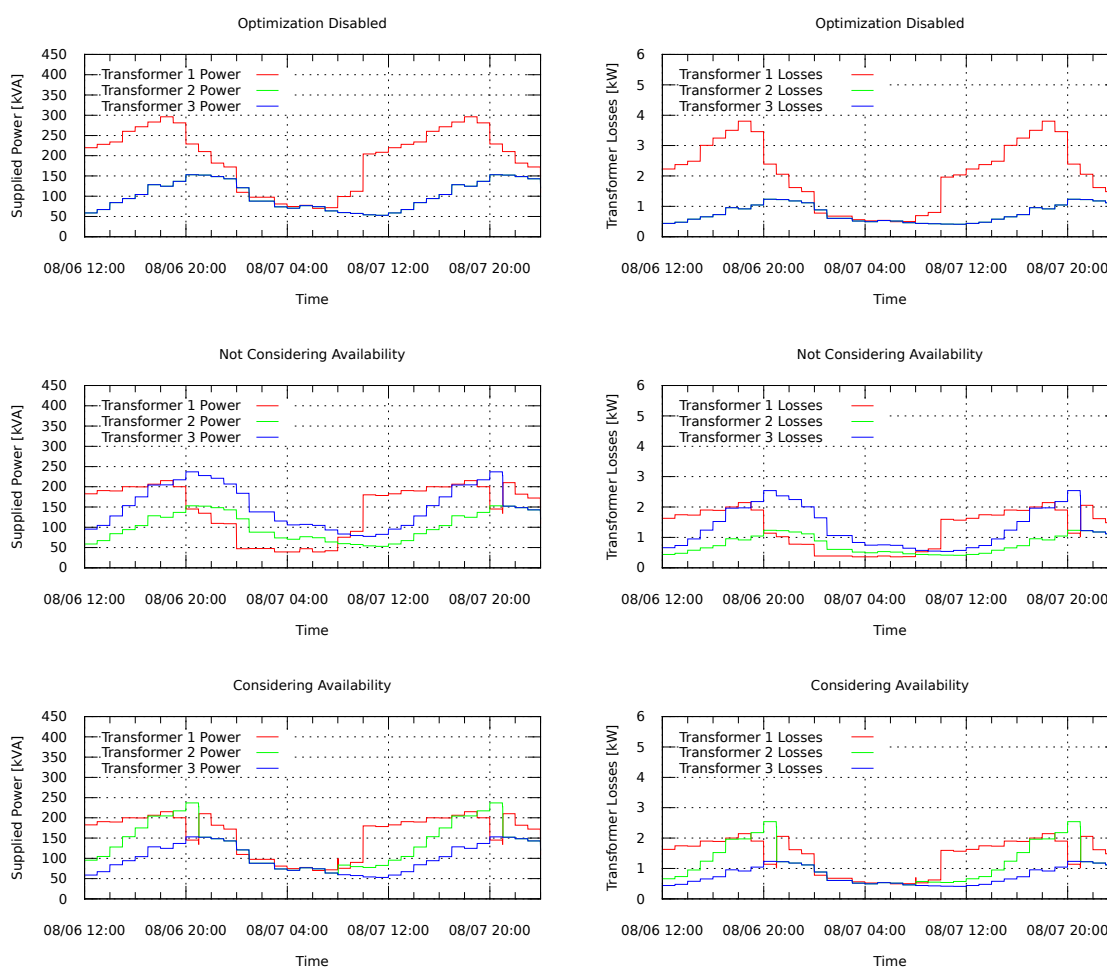 Optimization Disabled
Supplied Power [kVA]
450
400
350
300
250
200
150
100
50
0
Transformer 1 Power
Transformer 2 Power
Transformer 3 Power
08/06 12:00 08/06 20:00 08/07 04:00 08/07 12:00 08/07 20:00
Time
Optimization Disabled
Transformer Losses [kW]
6
5
4
3
2
1
0
Transformer 1 Losses
Transformer 2 Losses
Transformer 3 Losses
08/06 12:00 08/06 20:00 08/07 04:00 08/07 12:00 08/07 20:00
Time
Not Considering Availability
Supplied Power [kVA]
450
400
350
300
250
200
150
100
50
0
Transformer 1 Power
Transformer 2 Power
Transformer 3 Power
08/06 12:00 08/06 20:00 08/07 04:00 08/07 12:00 08/07 20:00
Time
Not Considering Availability
Transformer Losses [kW]
6
5
4
3
2
1
0
Transformer 1 Losses
Transformer 2 Losses
Transformer 3 Losses
08/06 12:00 08/06 20:00 08/07 04:00 08/07 12:00 08/07 20:00
Time
Considering Availability
Supplied Power [kVA]
450
400
350
300
250
200
150
100
50
0
Transformer 1 Power
Transformer 2 Power
Transformer 3 Power
08/06 12:00 08/06 20:00 08/07 04:00 08/07 12:00 08/07 20:00
Time
Considering Availability
Transformer Losses [kW]
6
5
4
3
2
1
0
Transformer 1 Losses
Transformer 2 Losses
Transformer 3 Losses
08/06 12:00 08/06 20:00 08/07 04:00 08/07 12:00 08/07 20:00
Time